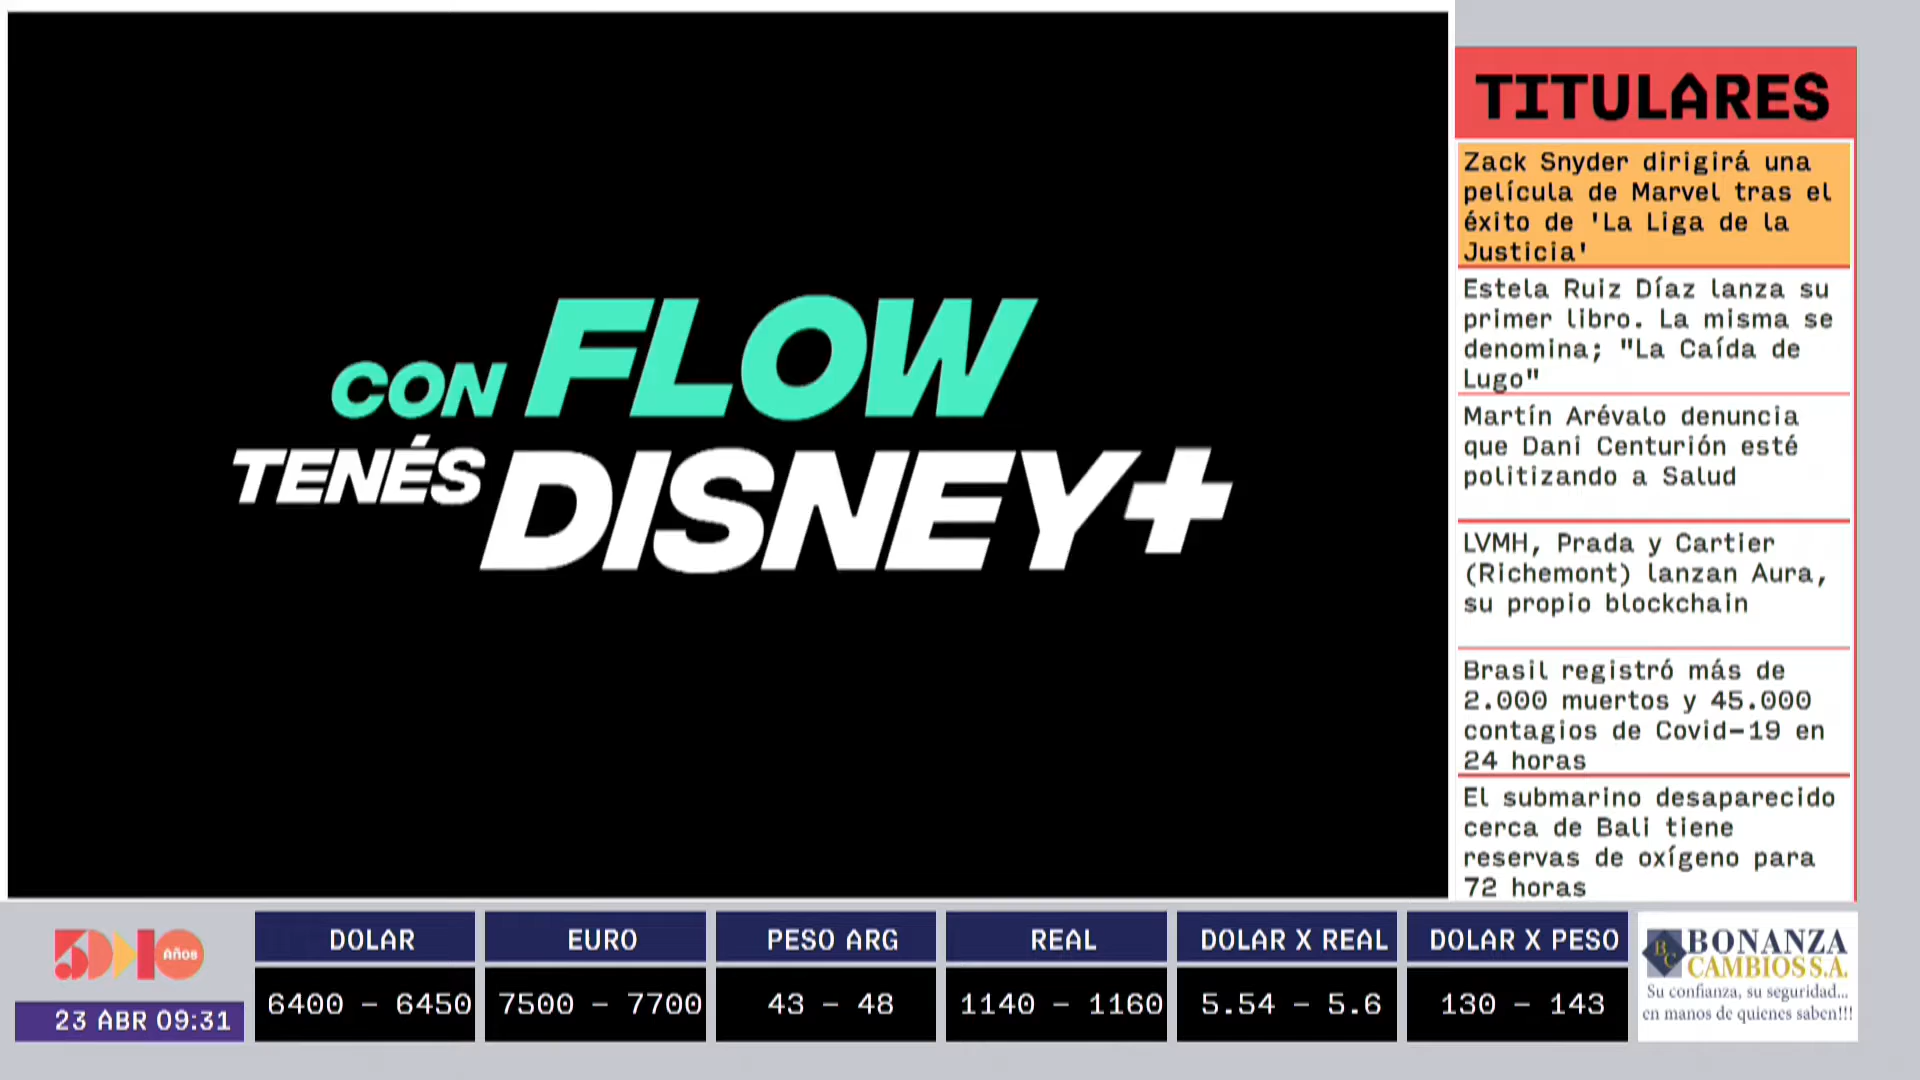 CON FLOW
TENÉS DISNEY+
TITULARES
Zack Snyder dirigirá una
película de Marvel tras el
éxito de 'La Liga de la
Justicia'
Estela Ruiz Díaz lanza su
primer libro. La misma se
denomina; "La Caída de
Lugo"
Martín Arévalo denuncia
que Dani Centurión esté
politizando a Salud
LVMH, Prada y Cartier
(Richemont) lanzan Aura,
su propio blockchain
Brasil registró más de
2.000 muertos y 45.000
contagios de Covid-19 en
24 horas
El submarino desaparecido
cerca de Bali tiene
reservas de oxígeno para
72 horas
Años
23 ABR 09:31
DOLAR
6400 - 6450
EURO
7500 - 7700
PESO ARG
43 - 48
REAL
1140 - 1160
DOLAR X REAL
5.54 - 5.6
DOLAR X PESO
130 - 143
BC
BONANZA
CAMBIOS S.A.
Su confianza, su seguridad...
en manos de quienes saben!!!